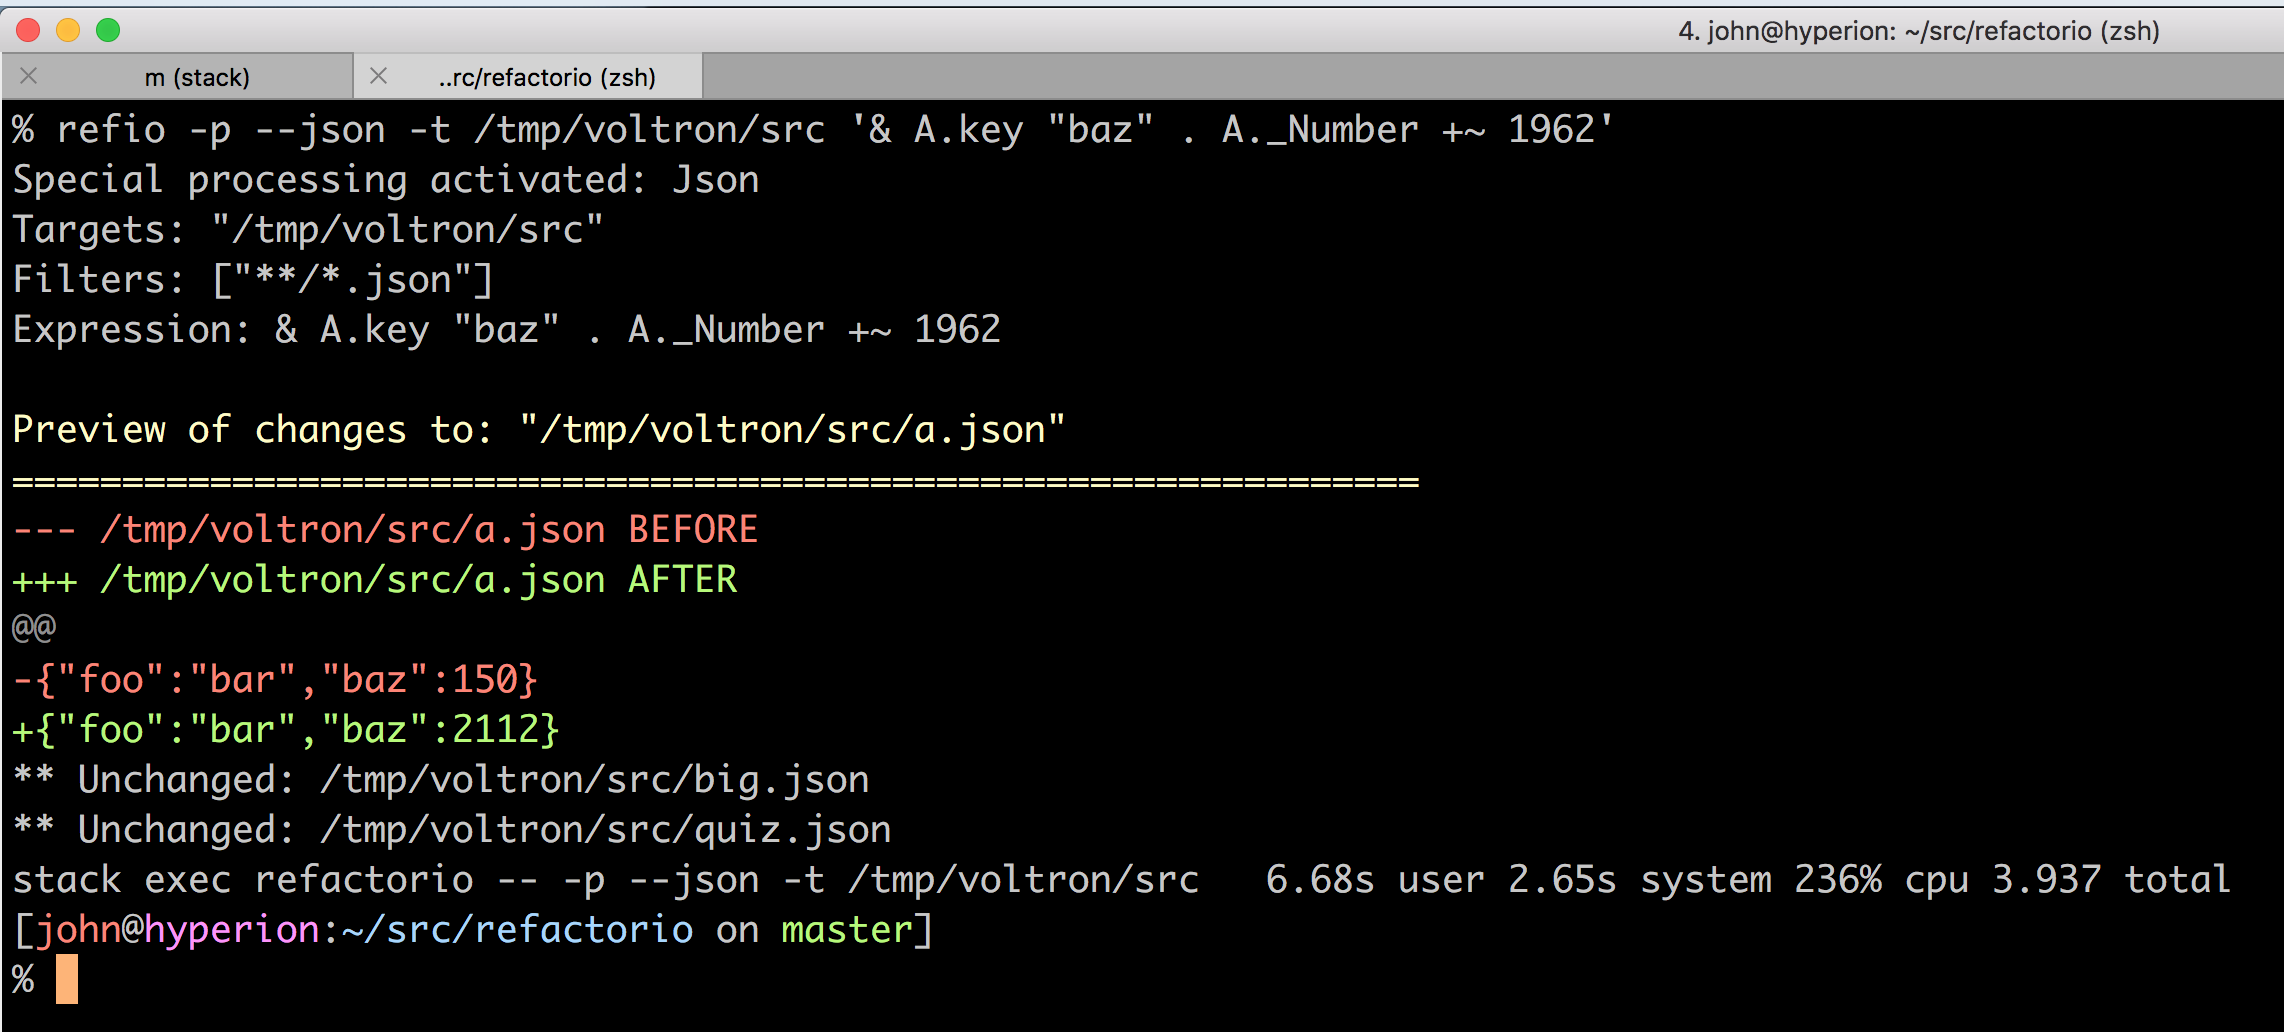 4. john@hyperion: ~/src/refactorio (zsh)
m (stack)
..rc/refactorio (zsh)
% refio -p --json -t /tmp/voltron/src '& A.key "baz" . A._Number +~ 1962'
Special processing activated: Json
Targets: "/tmp/voltron/src"
Filters: ["**/*.json"]
Expression: & A.key "baz" . A._Number +~ 1962
Preview of changes to: "/tmp/voltron/src/a.json"
================================================================
--- /tmp/voltron/src/a.json BEFORE
+++ /tmp/voltron/src/a.json AFTER
@@
-{"foo":"bar","baz":150}
+{"foo":"bar","baz":2112}
** Unchanged: /tmp/voltron/src/big.json
** Unchanged: /tmp/voltron/src/quiz.json
stack exec refactorio -- -p --json -t /tmp/voltron/src   6.68s user 2.65s system 236% cpu 3.937 total
[john@hyperion:~/src/refactorio on master]
%